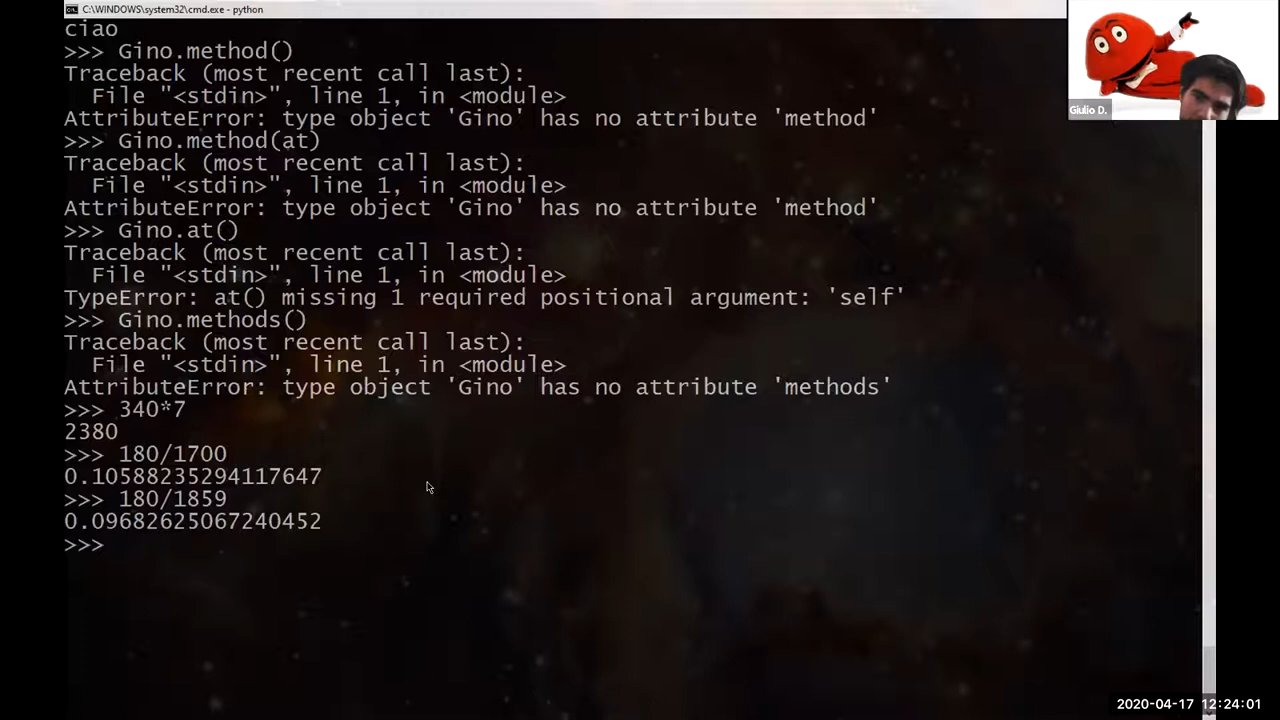 C:\WINDOWS\system32\cmd.exe - python
ciao
>>> Gino.method()
Traceback (most recent call last):
  File "<stdin>", line 1, in <module>
AttributeError: type object 'Gino' has no attribute 'method'
>>> Gino.method(at)
Traceback (most recent call last):
  File "<stdin>", line 1, in <module>
AttributeError: type object 'Gino' has no attribute 'method'
>>> Gino.at()
Traceback (most recent call last):
  File "<stdin>", line 1, in <module>
TypeError: at() missing 1 required positional argument: 'self'
>>> Gino.methods()
Traceback (most recent call last):
  File "<stdin>", line 1, in <module>
AttributeError: type object 'Gino' has no attribute 'methods'
>>> 340*7
2380
>>> 180/1700
0.10588235294117647
>>> 180/1859
0.09682625067240452
>>>
Giulio D.
2020-04-17 12:24:01